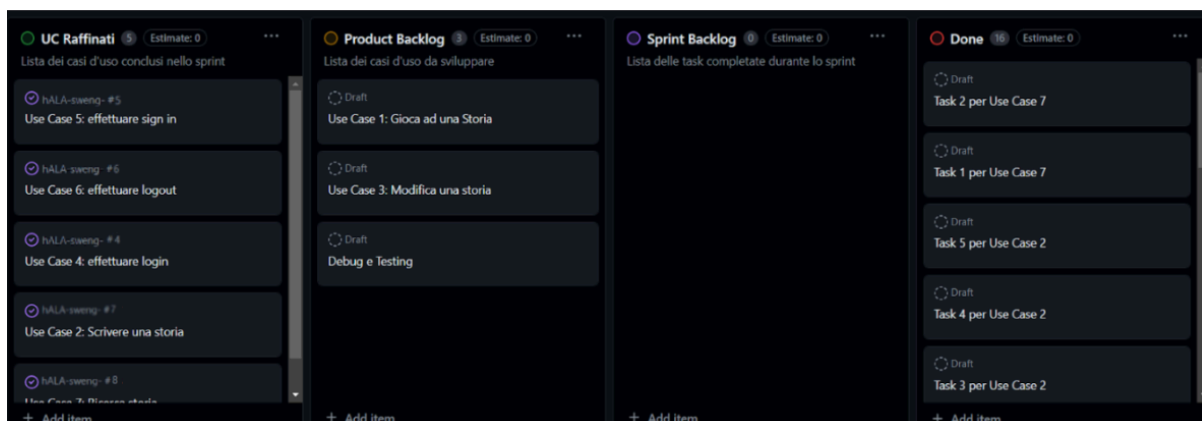 UC Raffinati 5 Estimate: 0 ...
Lista dei casi d'uso conclusi nello sprint
hALA-sweng- #5
Use Case 5: effettuare sign in
hALA-sweng- #6
Use Case 6: effettuare logout
hALA-sweng- #4
Use Case 4: effettuare login
hALA-sweng- #7
Use Case 2: Scrivere una storia
hALA-sweng- #8
Use Case 7: Ricerca storia
+ Add item
Product Backlog 3 Estimate: 0 ...
Lista dei casi d'uso da sviluppare
Draft
Use Case 1: Gioca ad una Storia
Draft
Use Case 3: Modifica una storia
Draft
Debug e Testing
+ Add item
Sprint Backlog 0 Estimate: 0 ...
Lista delle task completate durante lo sprint
+ Add item
Done 16 Estimate: 0 ...
Draft
Task 2 per Use Case 7
Draft
Task 1 per Use Case 7
Draft
Task 5 per Use Case 2
Draft
Task 4 per Use Case 2
Draft
Task 3 per Use Case 2
+ Add item